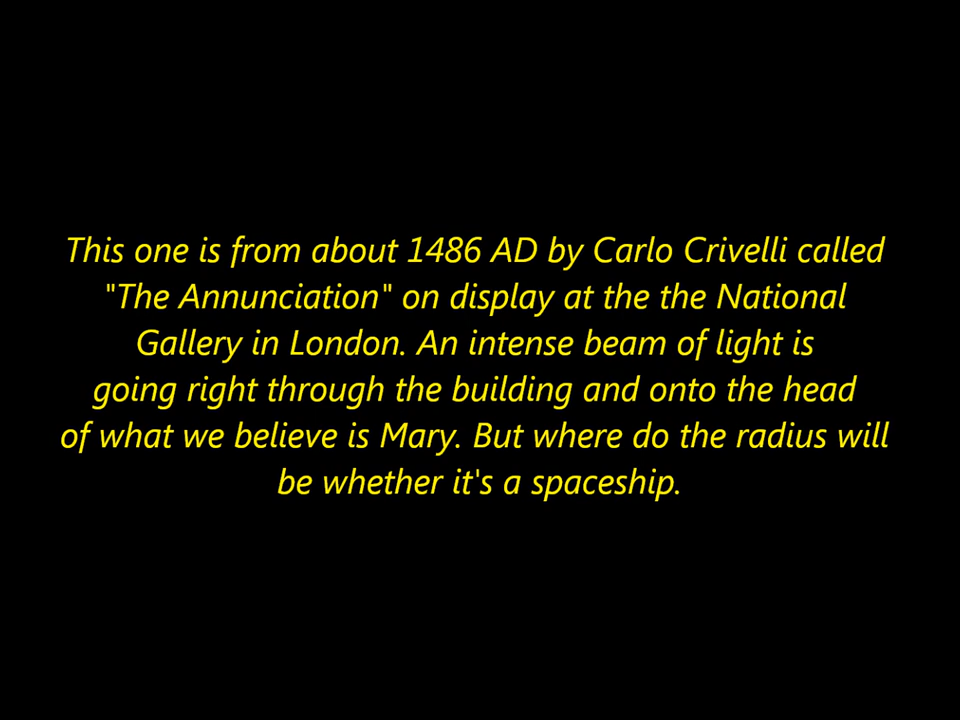 This one is from about 1486 AD by Carlo Crivelli called
"The Annunciation" on display at the the National
Gallery in London. An intense beam of light is
going right through the building and onto the head
of what we believe is Mary. But where do the radius will
be whether it's a spaceship.